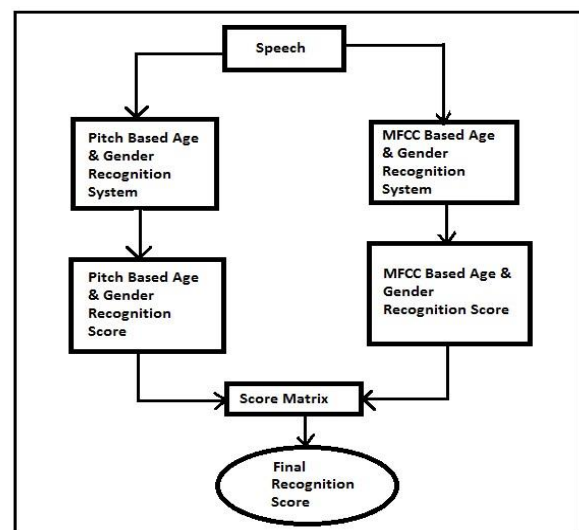 Speech
Pitch Based Age
& Gender
Recognition
System
MFCC Based Age
& Gender
Recognition
System
Pitch Based Age
& Gender
Recognition
Score
MFCC Based Age &
Gender
Recognition Score
Score Matrix
Final
Recognition
Score